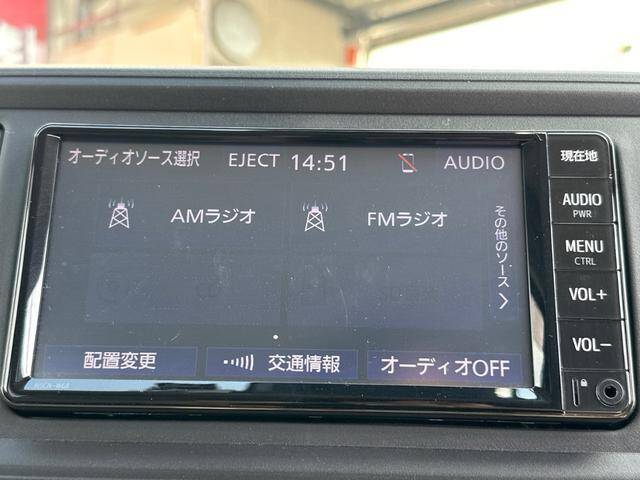 オーディオソース選択 EJECT 14:51 AUDIO
AMラジオ FMラジオ
その他のソース
配置変更 交通情報 オーディオOFF
NSCN-W68
現在地
AUDIO
PWR
MENU
CTRL
VOL+
VOL-